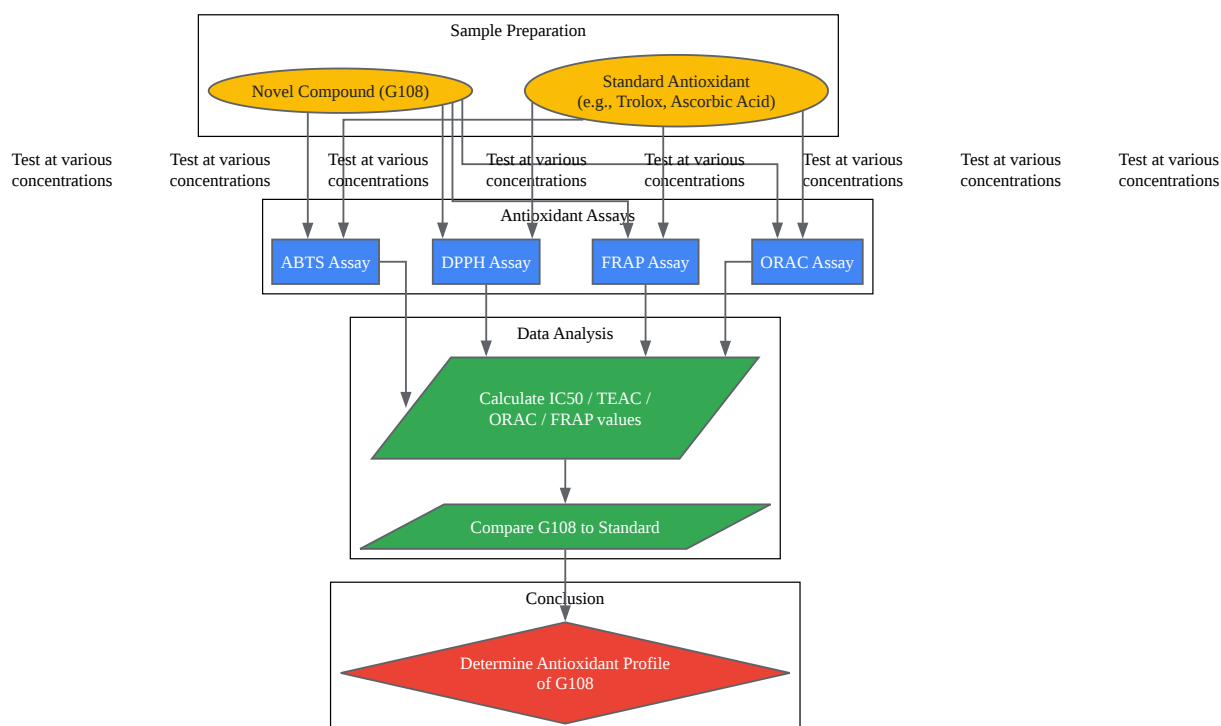 Sample Preparation
Novel Compound (G108)
Standard Antioxidant
(e.g., Trolox, Ascorbic Acid)
Test at various
concentrations
Test at various
concentrations
Test at various
concentrations
Test at various
concentrations
Test at various
concentrations
Test at various
concentrations
Test at various
concentrations
Test at various
concentrations
Antioxidant Assays
ABTS Assay
DPPH Assay
FRAP Assay
ORAC Assay
Data Analysis
Calculate IC50 / TEAC /
ORAC / FRAP values
Compare G108 to Standard
Conclusion
Determine Antioxidant Profile
of G108